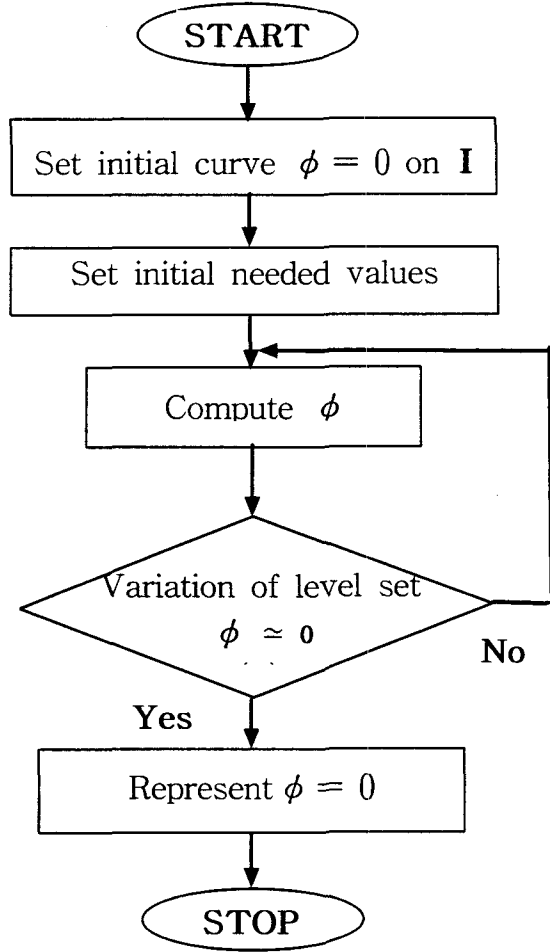 START
Set initial curve ϕ = 0 on I
Set initial needed values
Compute ϕ
Variation of level set
ϕ ≃ 0
No
Yes
Represent ϕ = 0
STOP